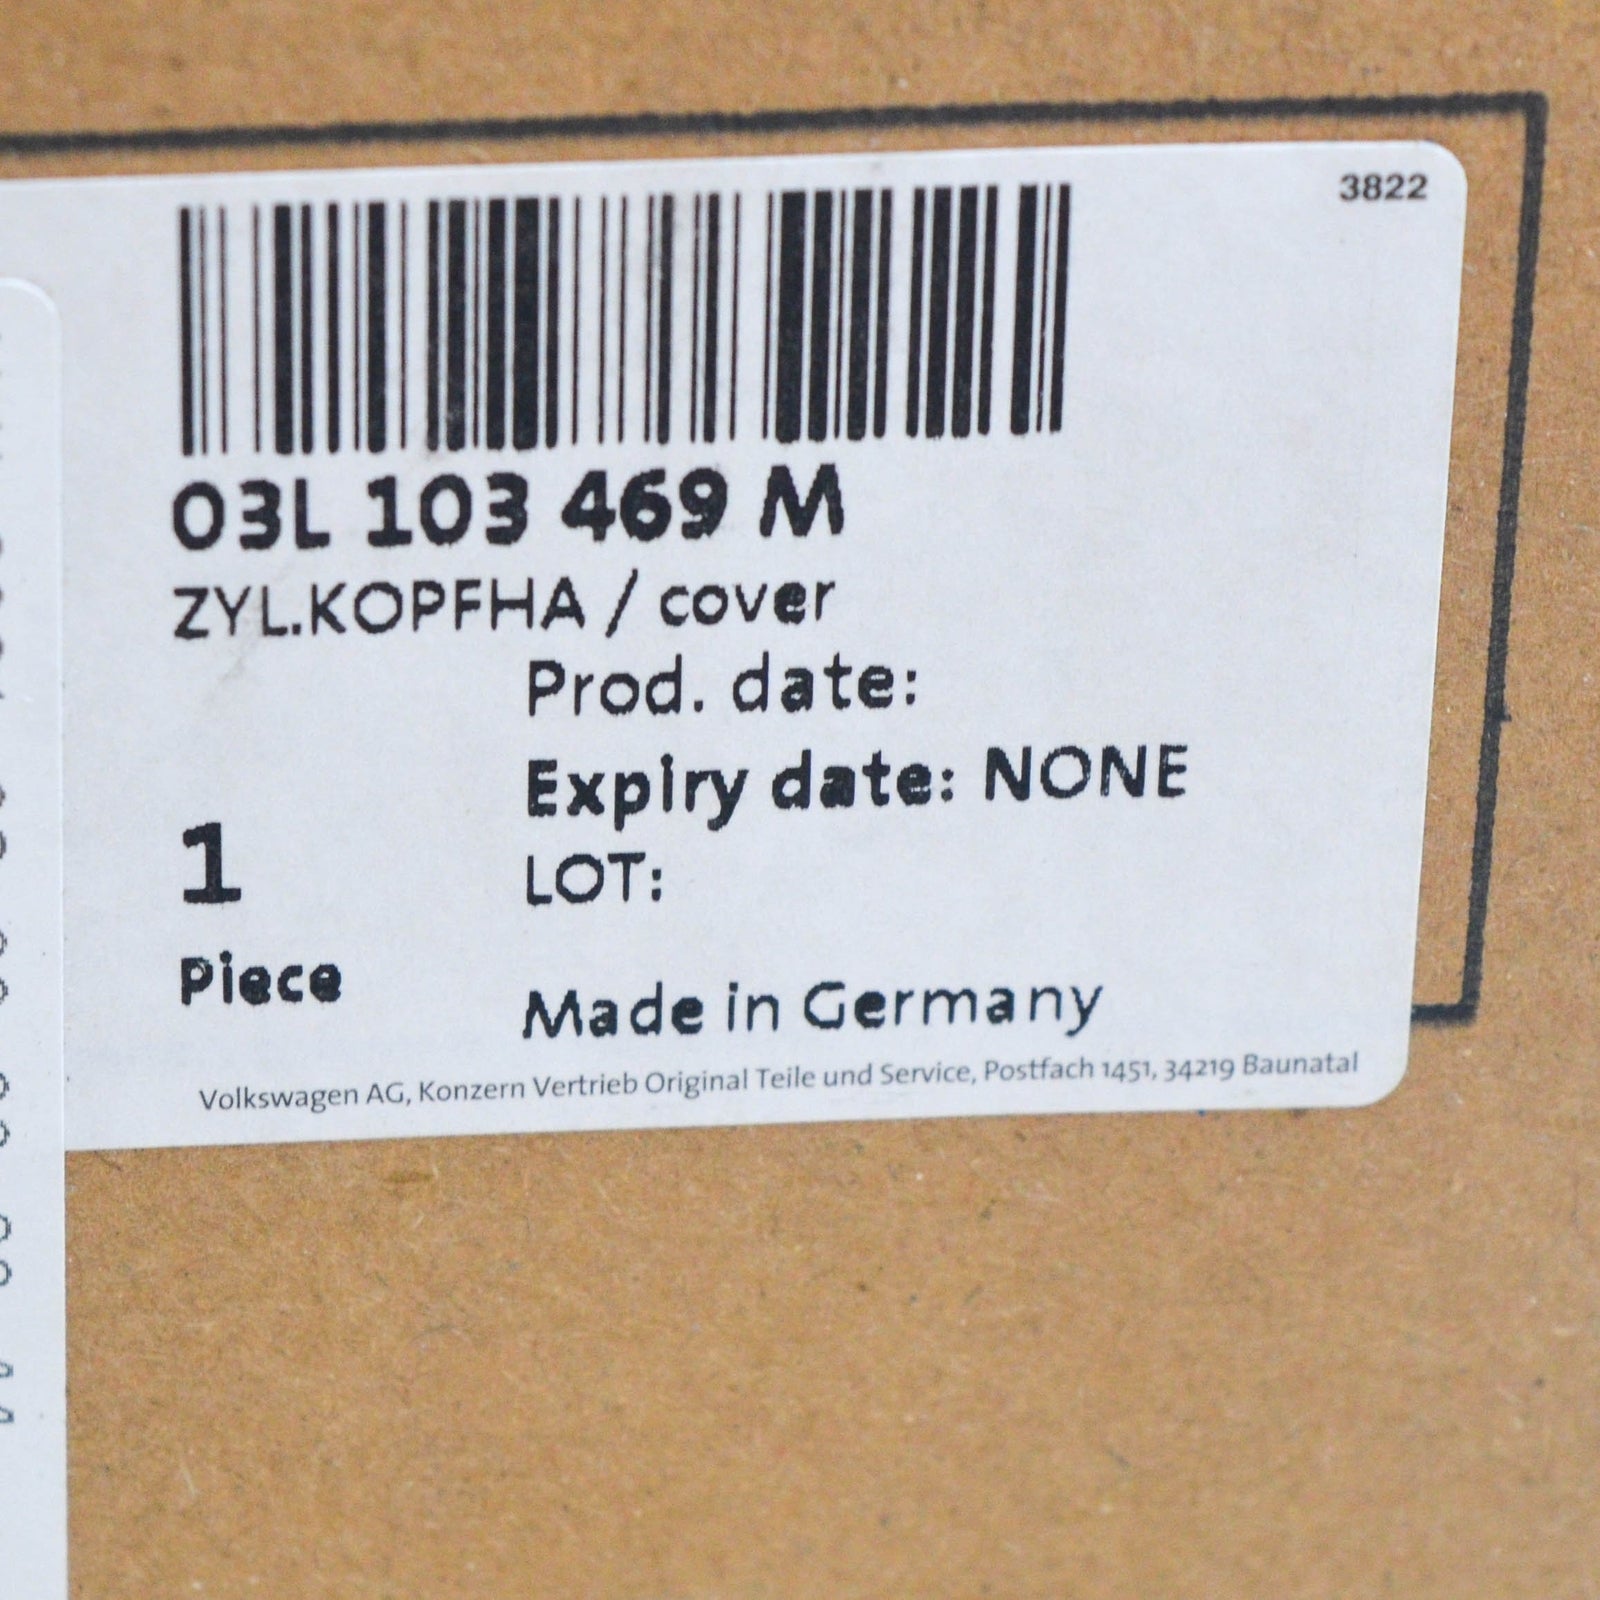 3822
03L 103 469 M
ZYL.KOPFHA / cover
Prod. date:
Expiry date: NONE
1
LOT:
Piece
Made in Germany
Volkswagen AG, Konzern Vertrieb Original Teile und Service, Postfach 1451, 34219 Baunatal